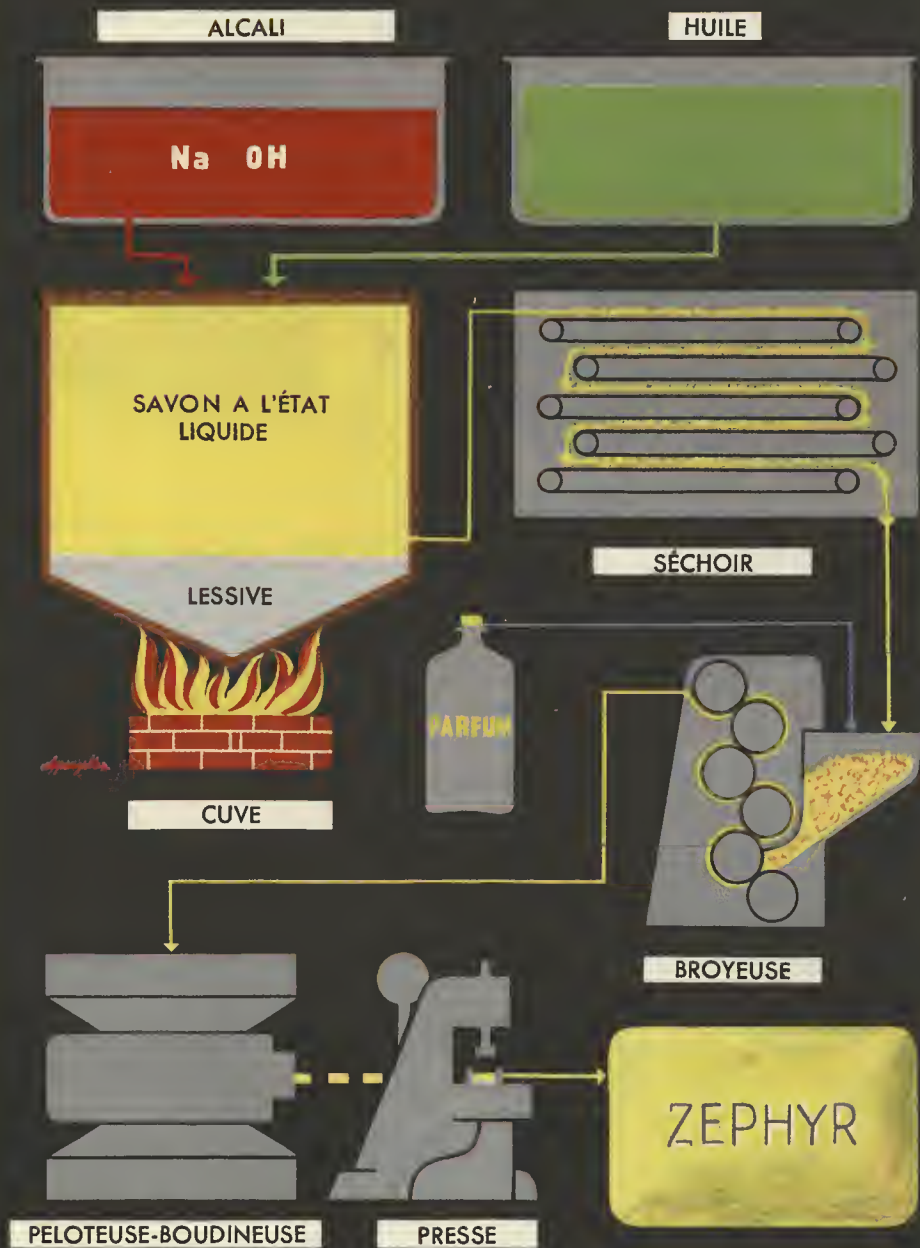 ALCALI
HUILE
Na OH
SAVON A L'ÉTAT
LIQUIDE
LESSIVE
SÉCHOIR
PARFUM
CUVE
BROYEUSE
ZEPHYR
PELOTEUSE-BOUDINEUSE
PRESSE